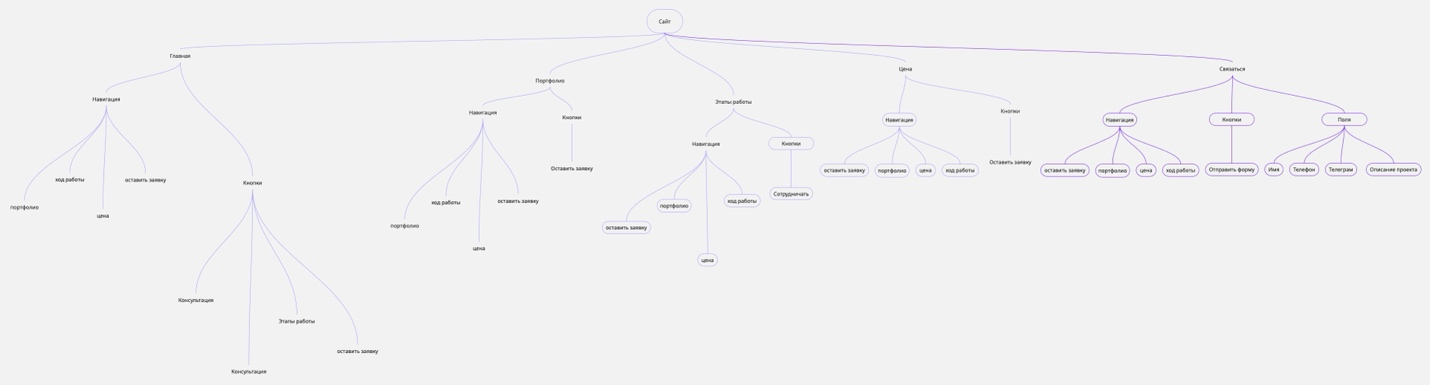 Сайт
Главная
Навигация
портфолио
ход работы
цена
оставить заявку
Кнопки
Консультация
Консультация
Этапы работы
оставить заявку
Портфолио
Навигация
портфолио
ход работы
цена
оставить заявку
Кнопки
Оставить заявку
Этапы работы
Навигация
оставить заявку
портфолио
цена
ход работы
Кнопки
Сотрудничать
Цена
Навигация
оставить заявку
портфолио
цена
ход работы
Кнопки
Оставить заявку
Связаться
Навигация
оставить заявку
портфолио
цена
ход работы
Кнопки
Отправить форму
Поля
Имя
Телефон
Телеграм
Описание проекта